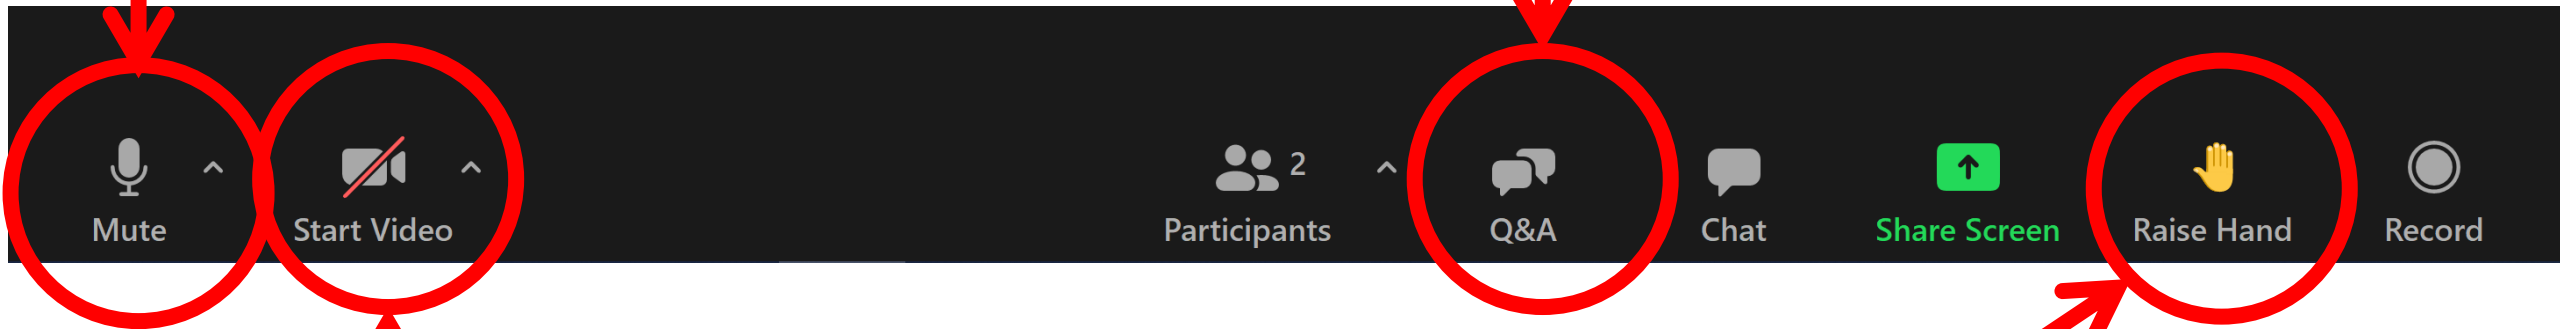 2
Mute
Start Video
Participants
Q&A
Chat
Share Screen
Raise Hand
Record